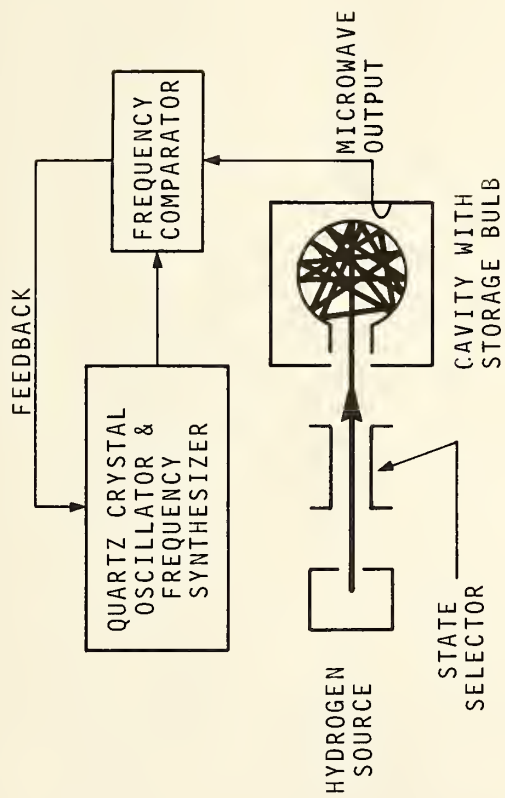 FEEDBACK
QUARTZ CRYSTAL
OSCILLATOR &
FREQUENCY
SYNTHESIZER
FREQUENCY
COMPARATOR
HYDROGEN
SOURCE
STATE
SELECTOR
MICROWAVE
OUTPUT
CAVITY WITH
STORAGE BULB